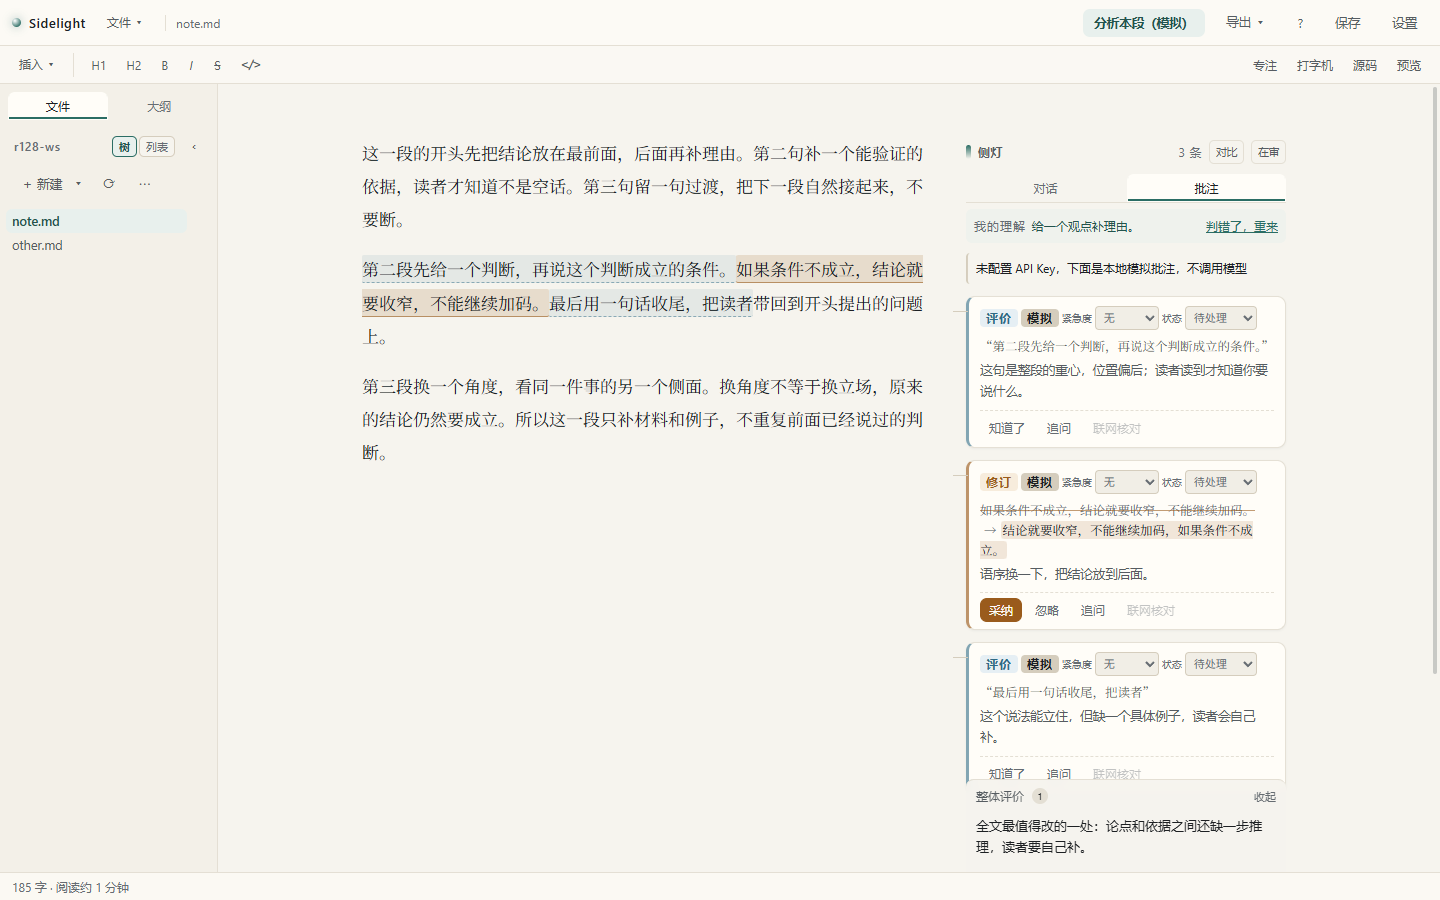 Sidelight 文件 note.md 分析本段（模拟） 导出 ? 保存 设置
插入 H1 H2 B I S </> 专注 打字机 源码 预览
文件 大纲
r128-ws 树 列表 ‹
+ 新建 ⟳ ···
note.md
other.md
这一段的开头先把结论放在最前面，后面再补理由。第二句补一个能验证的
依据，读者才知道不是空话。第三句留一句过渡，把下一段自然接起来，不
要断。
第二段先给一个判断，再说这个判断成立的条件。如果条件不成立，结论就
要收窄，不能继续加码。最后用一句话收尾，把读者带回到开头提出的问题
上。
第三段换一个角度，看同一件事的另一个侧面。换角度不等于换立场，原来
的结论仍然要成立。所以这一段只补材料和例子，不重复前面已经说过的判
断。
侧灯 3 条 对比 在审
对话 批注
我的理解 给一个观点补理由。 判错了，重来
未配置 API Key，下面是本地模拟批注，不调用模型
评价 模拟 紧急度 无 状态 待处理
“第二段先给一个判断，再说这个判断成立的条件。”
这句是整段的重心，位置偏后；读者读到才知道你要
说什么。
知道了 追问 联网核对
修订 模拟 紧急度 无 状态 待处理
如果条件不成立，结论就要收窄，不能继续加码。
→ 结论就要收窄，不能继续加码，如果条件不成
立。
语序换一下，把结论放到后面。
采纳 忽略 追问 联网核对
评价 模拟 紧急度 无 状态 待处理
“最后用一句话收尾，把读者”
这个说法能立住，但缺一个具体例子，读者会自己
补。
知道了 追问 联网核对
整体评价 1 收起
全文最值得改的一处：论点和依据之间还缺一步推
理，读者要自己补。
185 字 · 阅读约 1 分钟